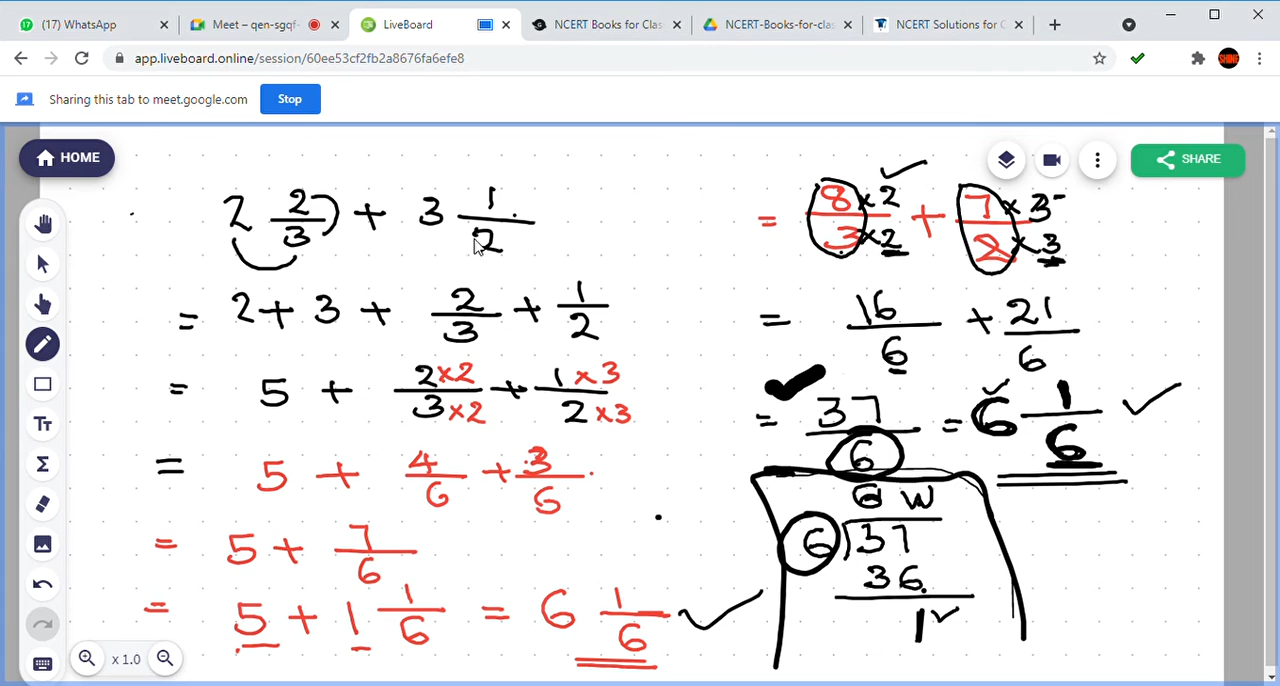 (17) WhatsApp
Meet – qen-sgqf-
LiveBoard
NCERT Books for Clas
NCERT-Books-for-clas
NCERT Solutions for C
app.liveboard.online/session/60ee53cf2fb2a8676fa6efe8
SHINE
Sharing this tab to meet.google.com
Stop
HOME
SHARE
2 2/3) + 3 1/2
= 2 + 3 + 2/3 + 1/2
= 5 + 2×2/3×2 + 1×3/2×3
= 5 + 4/6 + 3/6
= 5 + 7/6
= 5 + 1 1/6 = 6 1/6 ✓
= 8×2/3×2 + 7×3/2×3 ✓
= 16/6 + 21/6
✓ = 37/6 = 6 1/6 ✓
6 W
6)37
36
1 ✓
Tt
Σ
x 1.0